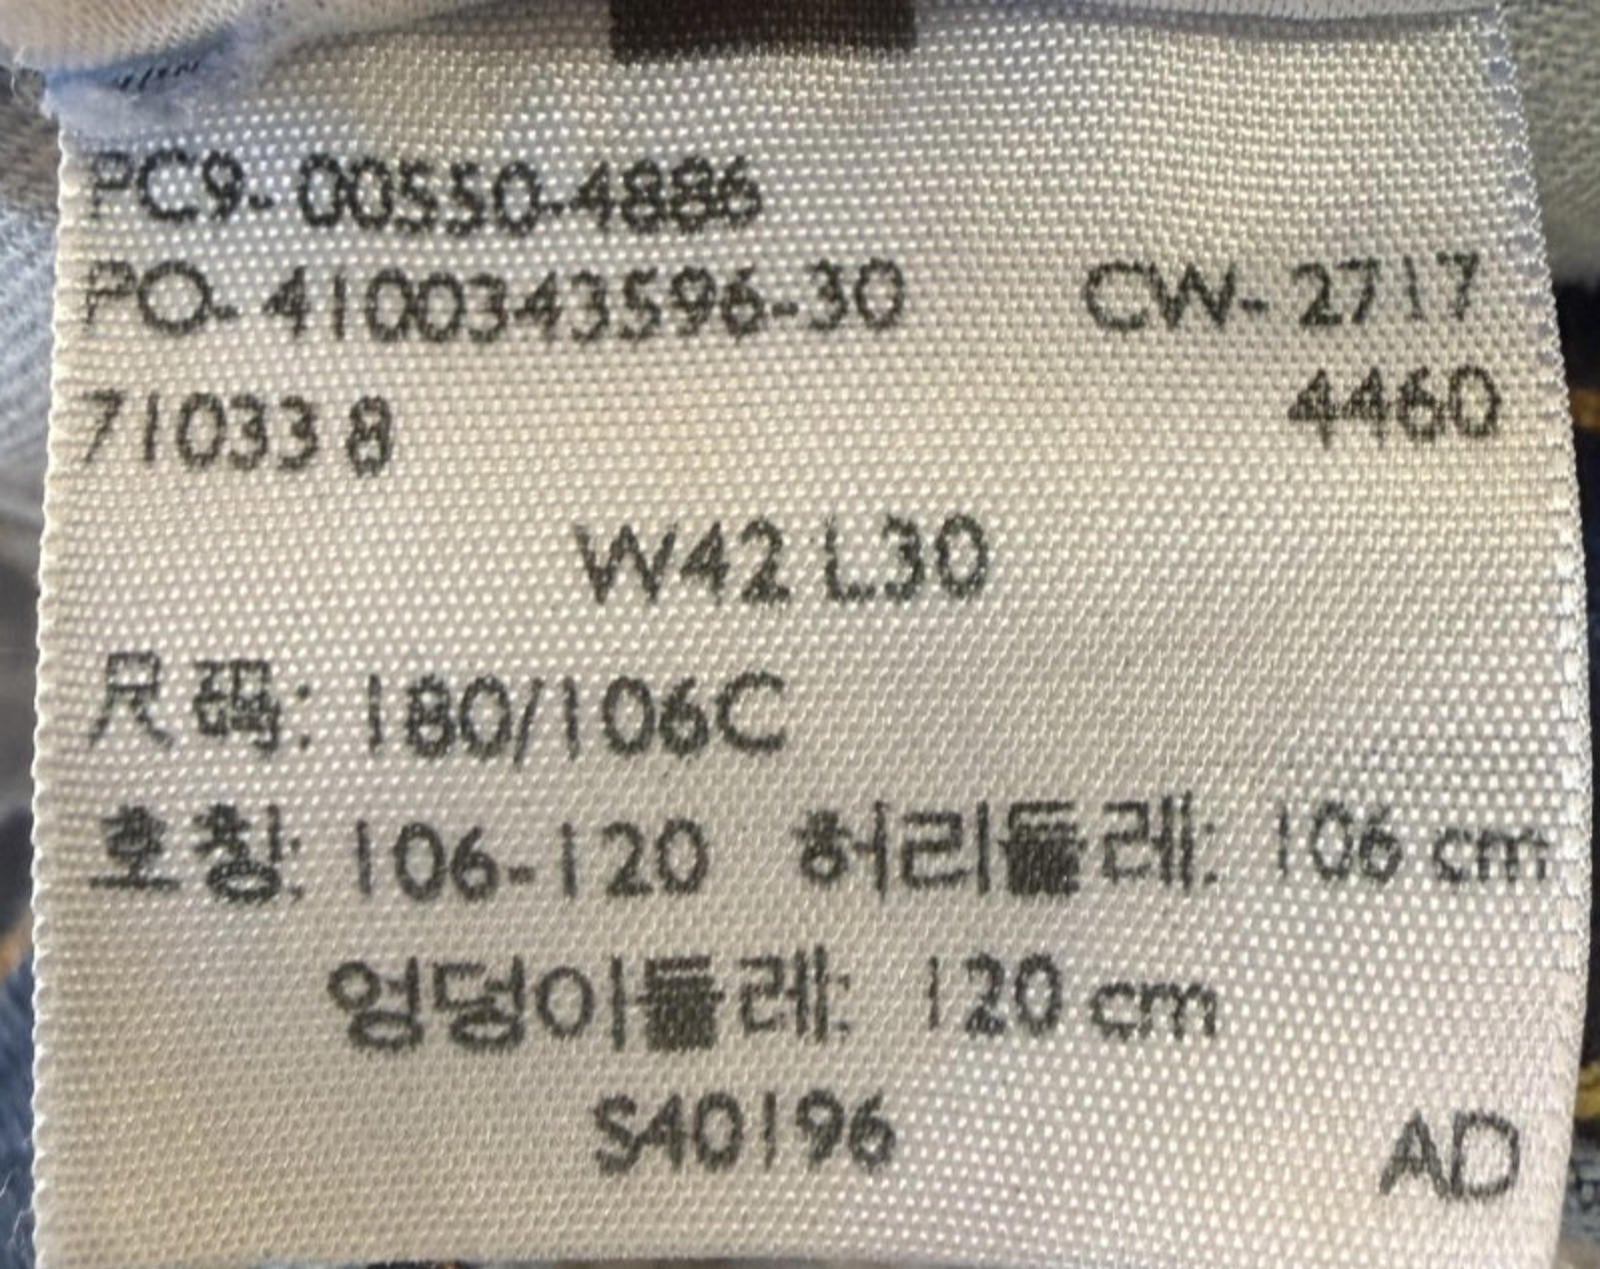 PC9-00550-4886
PO-4100343596-30 CW-2717
710338 4460
W42 L30
尺码: 180/106C
호칭: 106-120 허리둘레: 106 cm
엉덩이둘레: 120 cm
S40196
AD